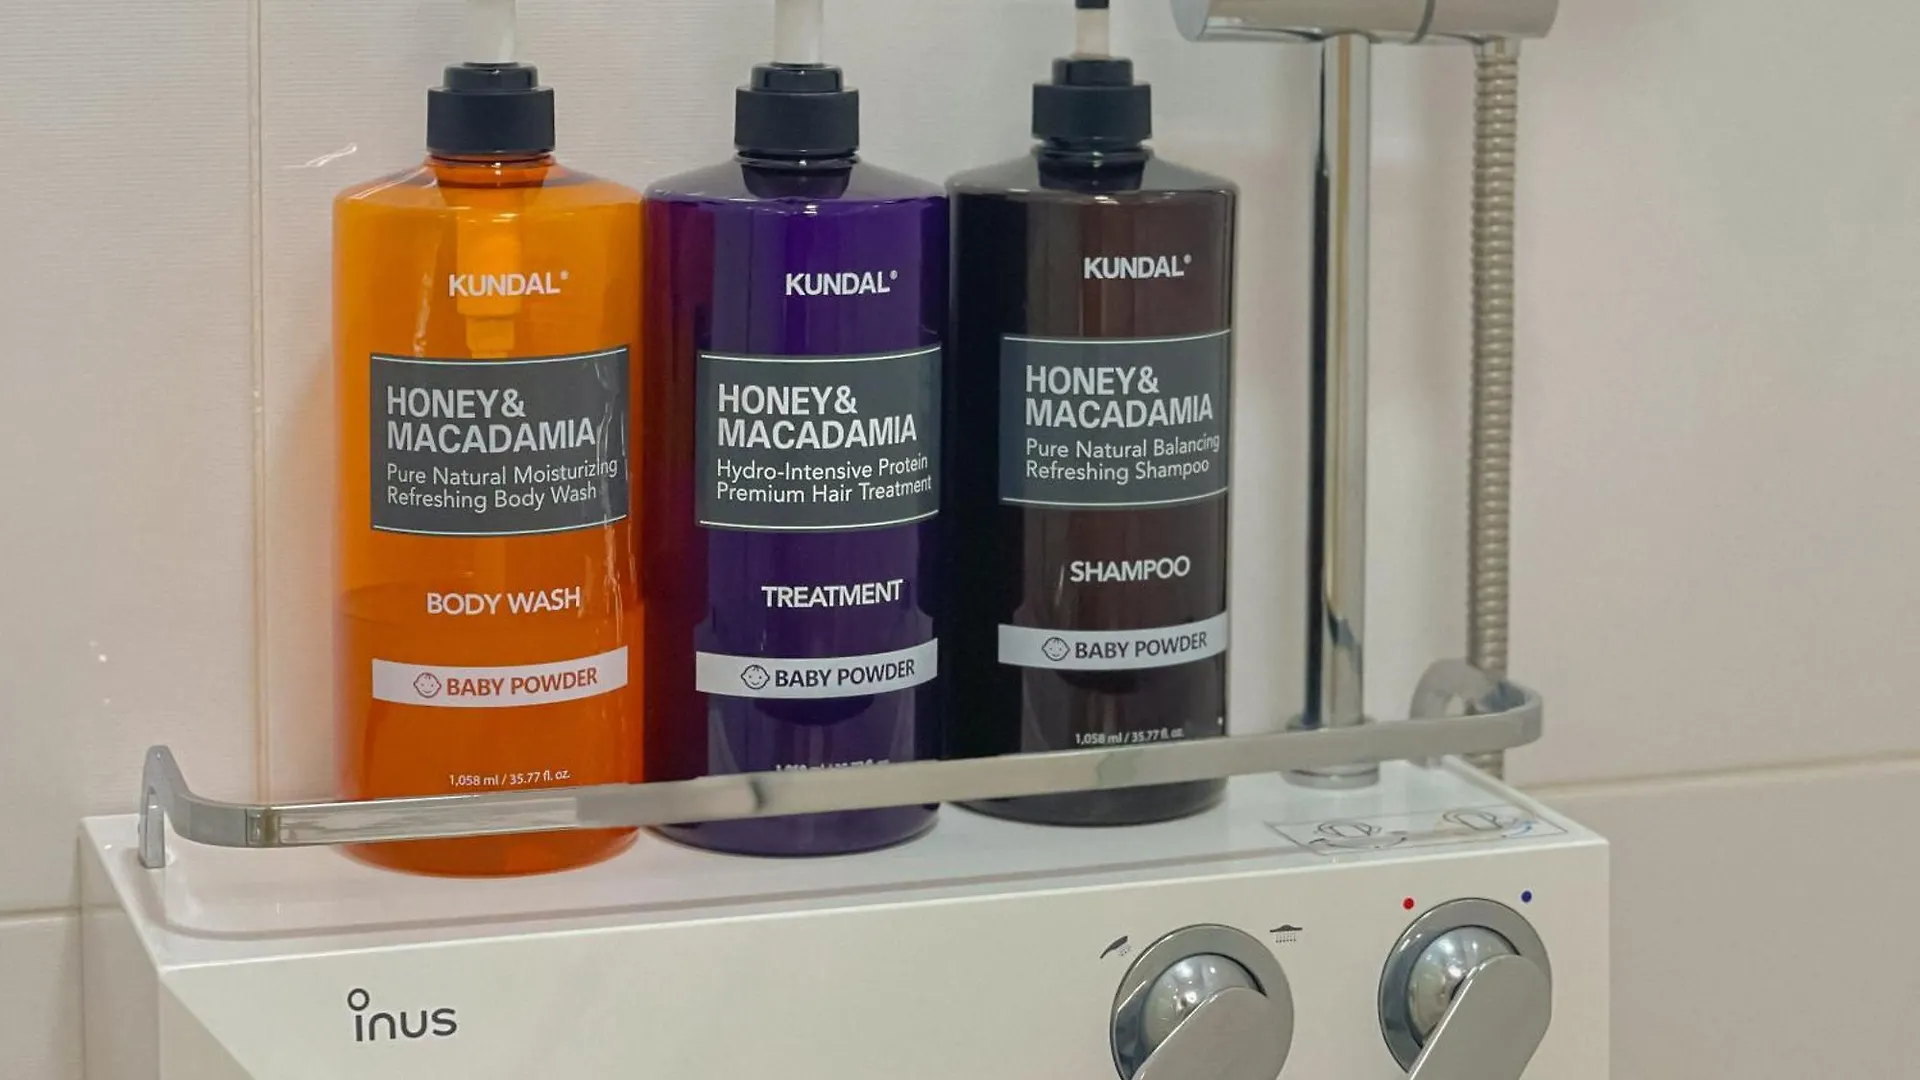 KUNDAL®
HONEY&
MACADAMIA
Pure Natural Moisturizing
Refreshing Body Wash
BODY WASH
BABY POWDER
1,058 ml / 35.77 fl. oz.
KUNDAL®
HONEY&
MACADAMIA
Hydro-Intensive Protein
Premium Hair Treatment
TREATMENT
BABY POWDER
KUNDAL®
HONEY&
MACADAMIA
Pure Natural Balancing
Refreshing Shampoo
SHAMPOO
BABY POWDER
1,058 ml / 35.77 fl. oz.
inus